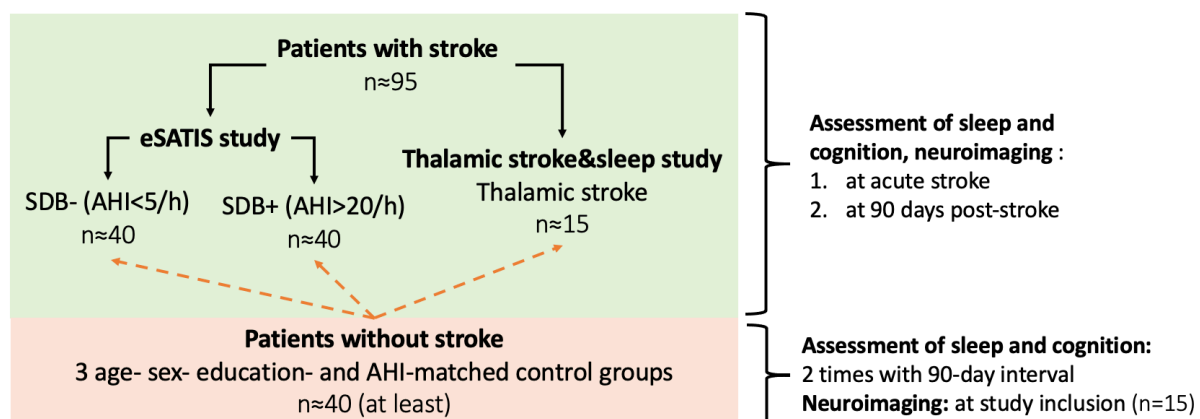 Patients with stroke
n≈95
eSATIS study
SDB- (AHI<5/h)
n≈40
SDB+ (AHI>20/h)
n≈40
Thalamic stroke&sleep study
Thalamic stroke
n≈15
Assessment of sleep and
cognition, neuroimaging :
1. at acute stroke
2. at 90 days post-stroke
Patients without stroke
3 age- sex- education- and AHI-matched control groups
n≈40 (at least)
Assessment of sleep and cognition:
2 times with 90-day interval
Neuroimaging: at study inclusion (n=15)